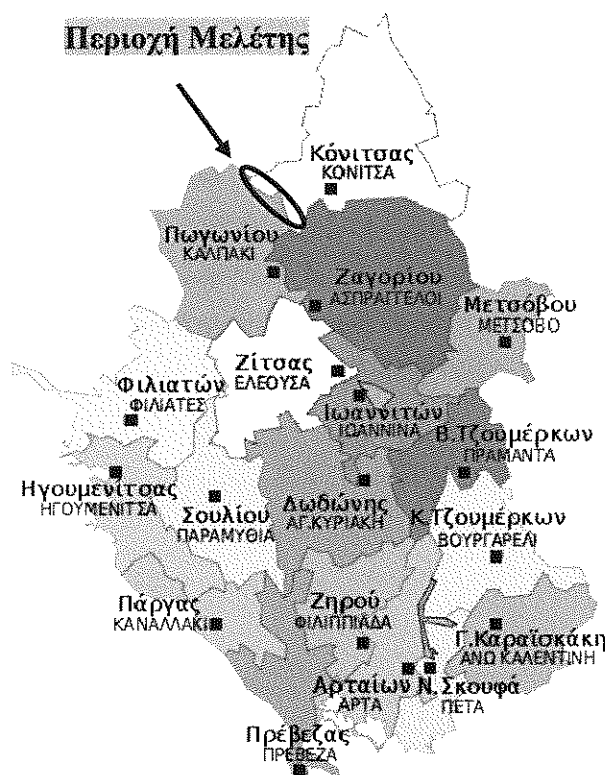 Περιοχή Μελέτης
Κόνιτσας
ΚΟΝΙΤΣΑ
Πωγωνίου
ΚΑΛΠΑΚΙ
Ζαγορίου
ΑΣΠΡΑΓΓΕΛΟΙ
Μετσόβου
ΜΕΤΣΟΒΟ
Ζίτσας
ΕΛΕΟΥΣΑ
Φιλιατών
ΦΙΛΙΑΤΕΣ
Ιωαννιτών
ΙΩΑΝΝΙΝΑ
Β.Τζουμέρκων
ΠΡΑΜΑΝΤΑ
Ηγουμενίτσας
ΗΓΟΥΜΕΝΙΤΣΑ
Σουλίου
ΠΑΡΑΜΥΘΙΑ
Δωδώνης
ΑΓ.ΚΥΡΙΑΚΗ
Κ.Τζουμέρκων
ΒΟΥΡΓΑΡΕΛΙ
Πάργας
ΚΑΝΑΛΛΑΚΙ
Ζηρού
ΦΙΛΙΠΠΙΑΔΑ
Γ.Καραϊσκάκη
ΑΝΩ ΚΑΛΕΝΤΙΝΗ
Αρταίων
ΑΡΤΑ
Ν. Σκουφά
ΠΕΤΑ
Πρέβεζας
ΠΡΕΒΕΖΑ